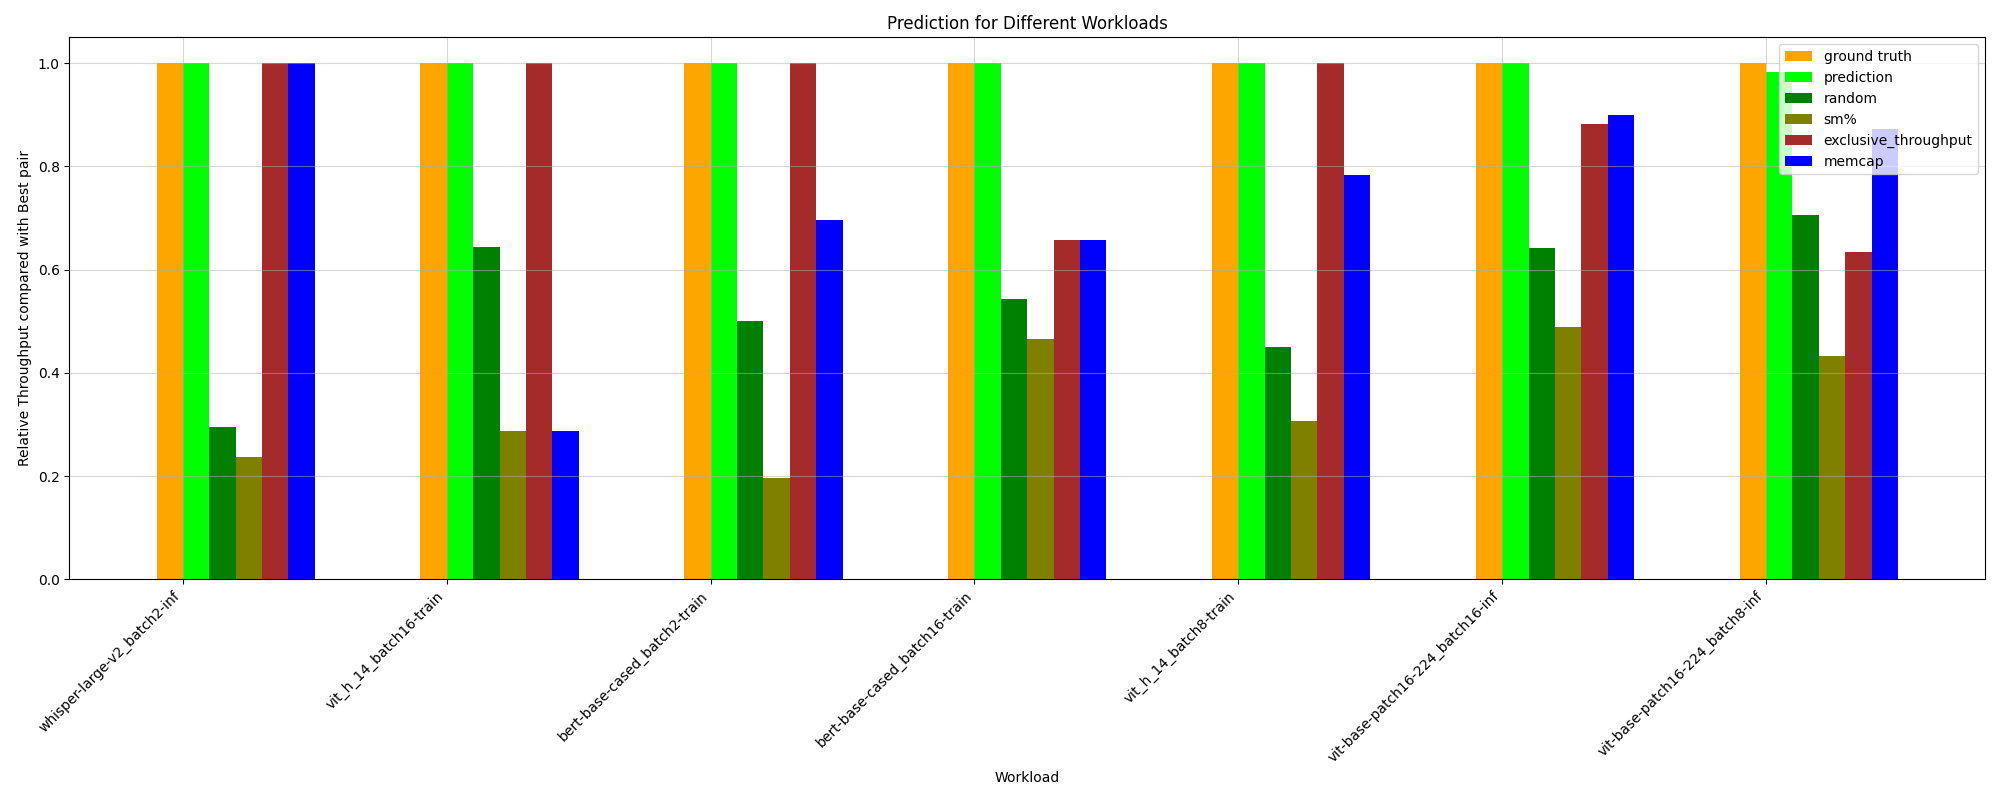 Prediction for Different Workloads
Relative Throughput compared with Best pair
1.0
0.8
0.6
0.4
0.2
0.0
ground truth
prediction
random
sm%
exclusive_throughput
memcap
whisper-large-v2_batch2-inf
vit_h_14_batch16-train
bert-base-cased_batch2-train
bert-base-cased_batch16-train
vit_h_14_batch8-train
vit-base-patch16-224_batch16-inf
vit-base-patch16-224_batch8-inf
Workload